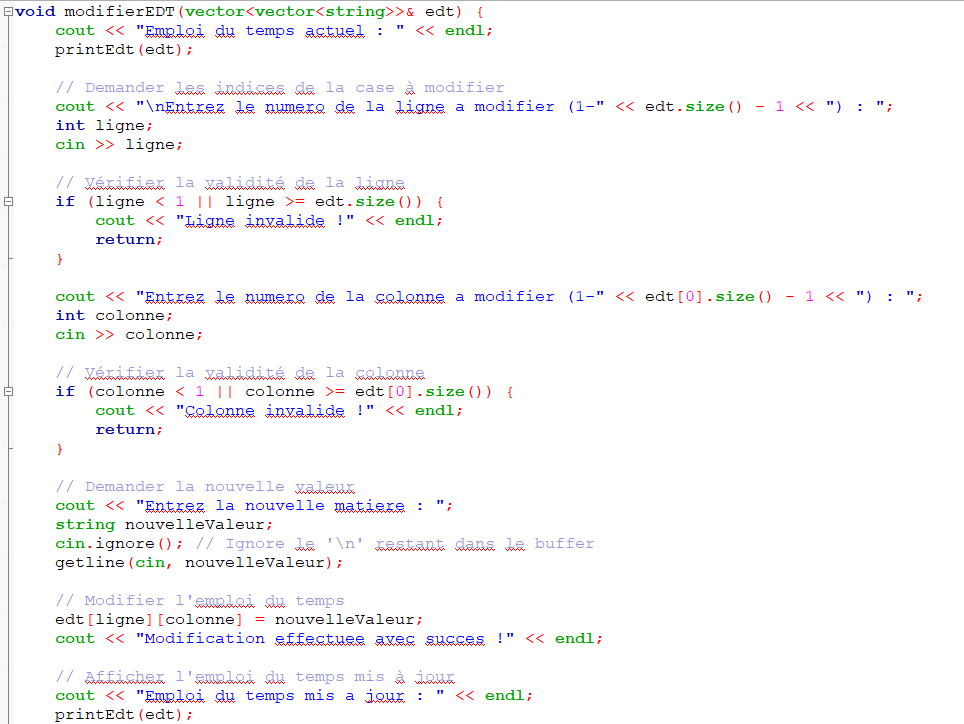 void modifierEDT(vector<vector<string>>& edt) {
    cout << "Emploi du temps actuel : " << endl;
    printEdt(edt);
    // Demander les indices de la case à modifier
    cout << "\nEntrez le numero de la ligne a modifier (1-" << edt.size() - 1 << ") : ";
    int ligne;
    cin >> ligne;
    // Vérifier la validité de la ligne
    if (ligne < 1 || ligne >= edt.size()) {
        cout << "Ligne invalide !" << endl;
        return;
    }
    cout << "Entrez le numero de la colonne a modifier (1-" << edt[0].size() - 1 << ") : ";
    int colonne;
    cin >> colonne;
    // Vérifier la validité de la colonne
    if (colonne < 1 || colonne >= edt[0].size()) {
        cout << "Colonne invalide !" << endl;
        return;
    }
    // Demander la nouvelle valeur
    cout << "Entrez la nouvelle matiere : ";
    string nouvelleValeur;
    cin.ignore(); // Ignore le '\n' restant dans le buffer
    getline(cin, nouvelleValeur);
    // Modifier l'emploi du temps
    edt[ligne][colonne] = nouvelleValeur;
    cout << "Modification effectuee avec succes !" << endl;
    // Afficher l'emploi du temps mis à jour
    cout << "Emploi du temps mis a jour : " << endl;
    printEdt(edt);